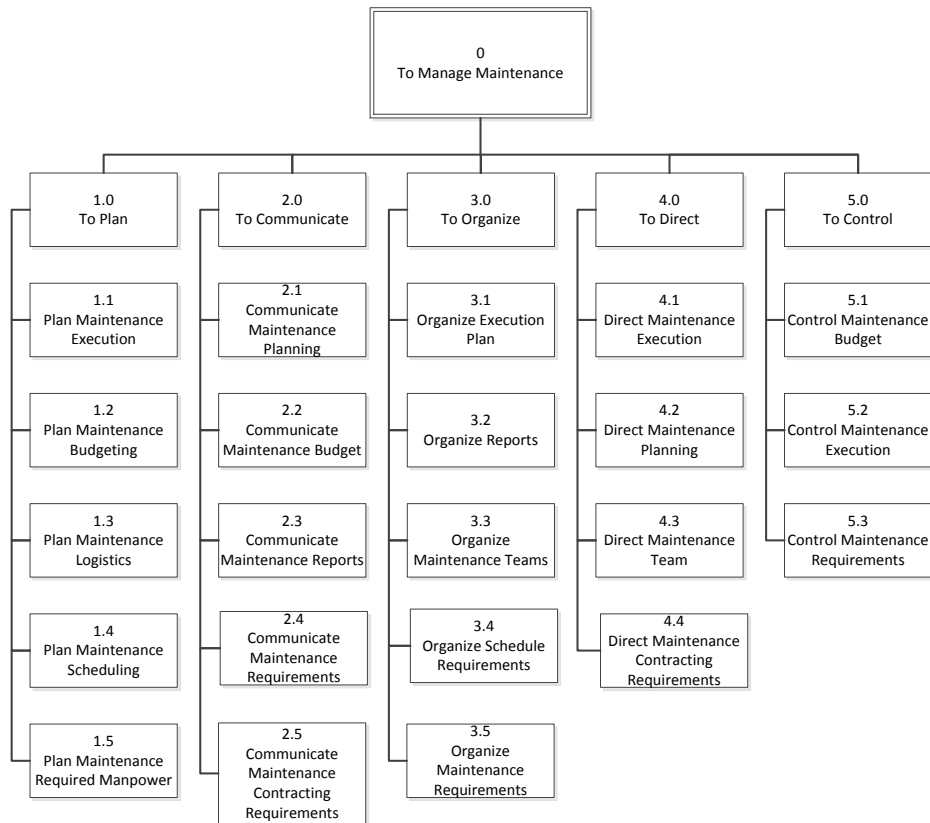 0
To Manage Maintenance
1.0
To Plan
2.0
To Communicate
3.0
To Organize
4.0
To Direct
5.0
To Control
1.1
Plan Maintenance
Execution
2.1
Communicate
Maintenance
Planning
3.1
Organize Execution
Plan
4.1
Direct Maintenance
Execution
5.1
Control Maintenance
Budget
1.2
Plan Maintenance
Budgeting
2.2
Communicate
Maintenance Budget
3.2
Organize Reports
4.2
Direct Maintenance
Planning
5.2
Control Maintenance
Execution
1.3
Plan Maintenance
Logistics
2.3
Communicate
Maintenance Reports
3.3
Organize
Maintenance Teams
4.3
Direct Maintenance
Team
5.3
Control Maintenance
Requirements
1.4
Plan Maintenance
Scheduling
2.4
Communicate
Maintenance
Requirements
3.4
Organize Schedule
Requirements
4.4
Direct Maintenance
Contracting
Requirements
1.5
Plan Maintenance
Required Manpower
2.5
Communicate
Maintenance
Contracting
Requirements
3.5
Organize
Maintenance
Requirements